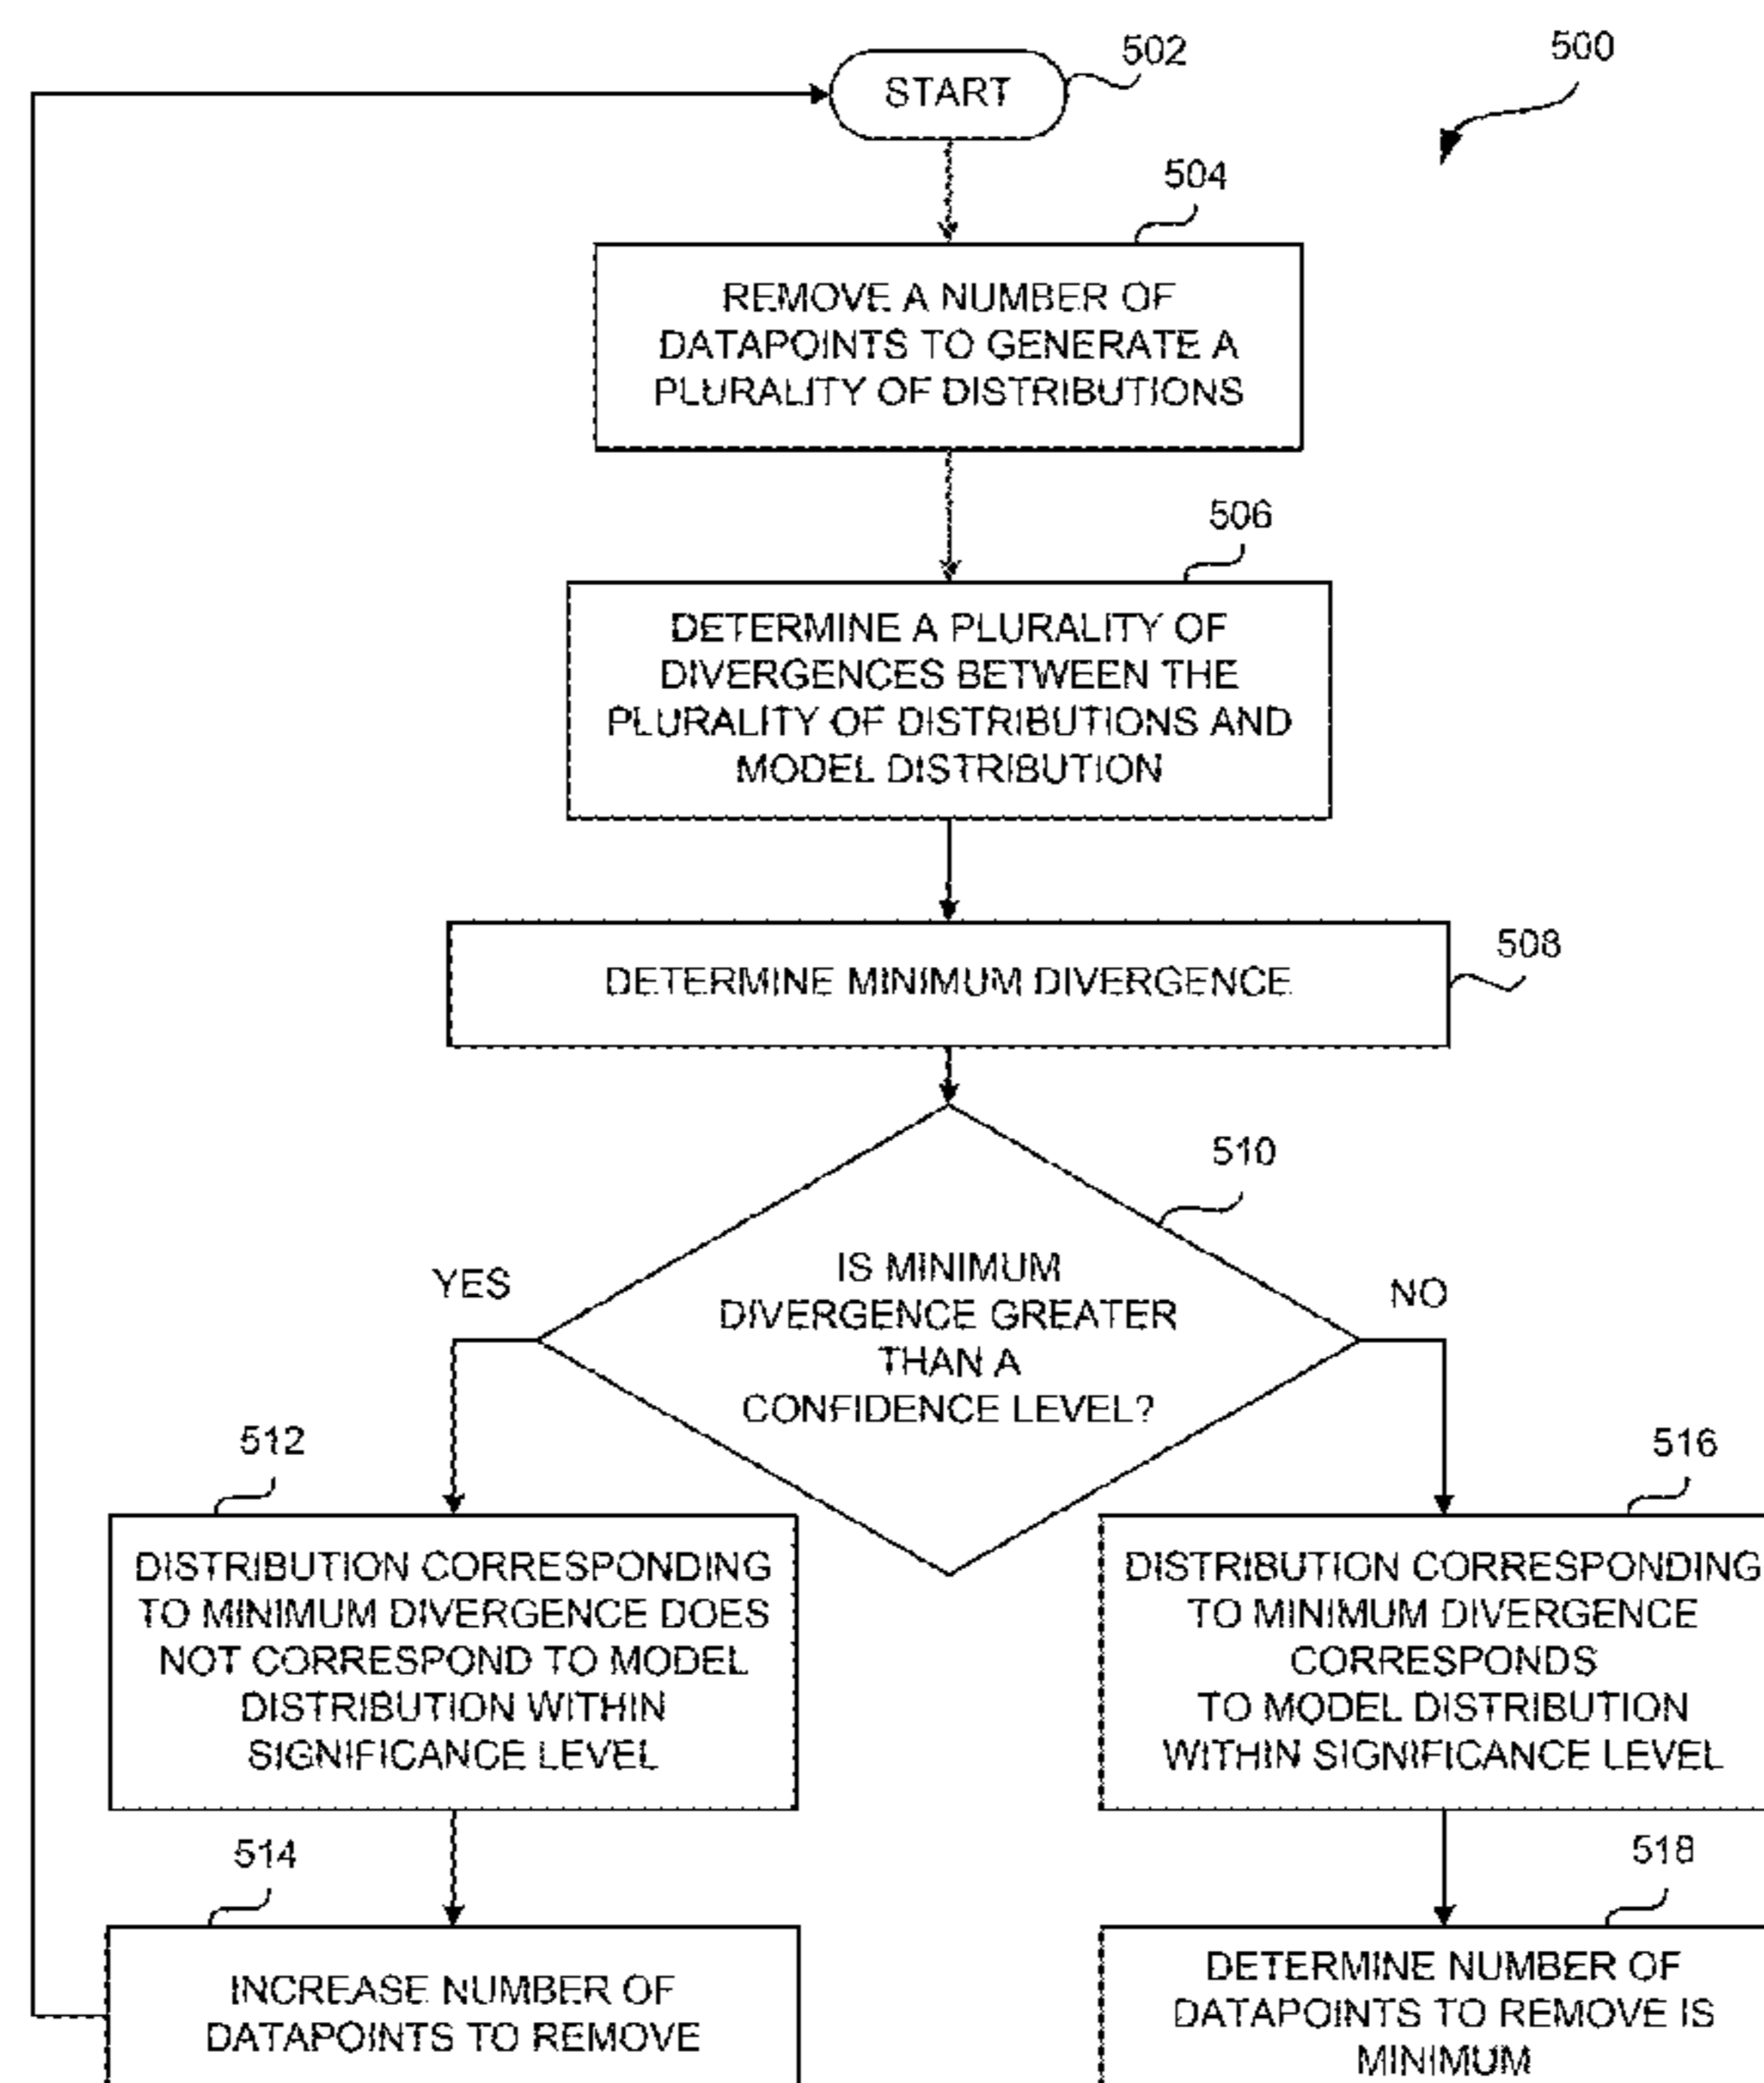 500
502
START
504
REMOVE A NUMBER OF
DATAPOINTS TO GENERATE A
PLURALITY OF DISTRIBUTIONS
506
DETERMINE A PLURALITY OF
DIVERGENCES BETWEEN THE
PLURALITY OF DISTRIBUTIONS AND
MODEL DISTRIBUTION
508
DETERMINE MINIMUM DIVERGENCE
510
IS MINIMUM
DIVERGENCE GREATER
THAN A
CONFIDENCE LEVEL?
YES
NO
512
DISTRIBUTION CORRESPONDING
TO MINIMUM DIVERGENCE DOES
NOT CORRESPOND TO MODEL
DISTRIBUTION WITHIN
SIGNIFICANCE LEVEL
516
DISTRIBUTION CORRESPONDING
TO MINIMUM DIVERGENCE
CORRESPONDS
TO MODEL DISTRIBUTION
WITHIN SIGNIFICANCE LEVEL
514
INCREASE NUMBER OF
DATAPOINTS TO REMOVE
518
DETERMINE NUMBER OF
DATAPOINTS TO REMOVE IS
MINIMUM